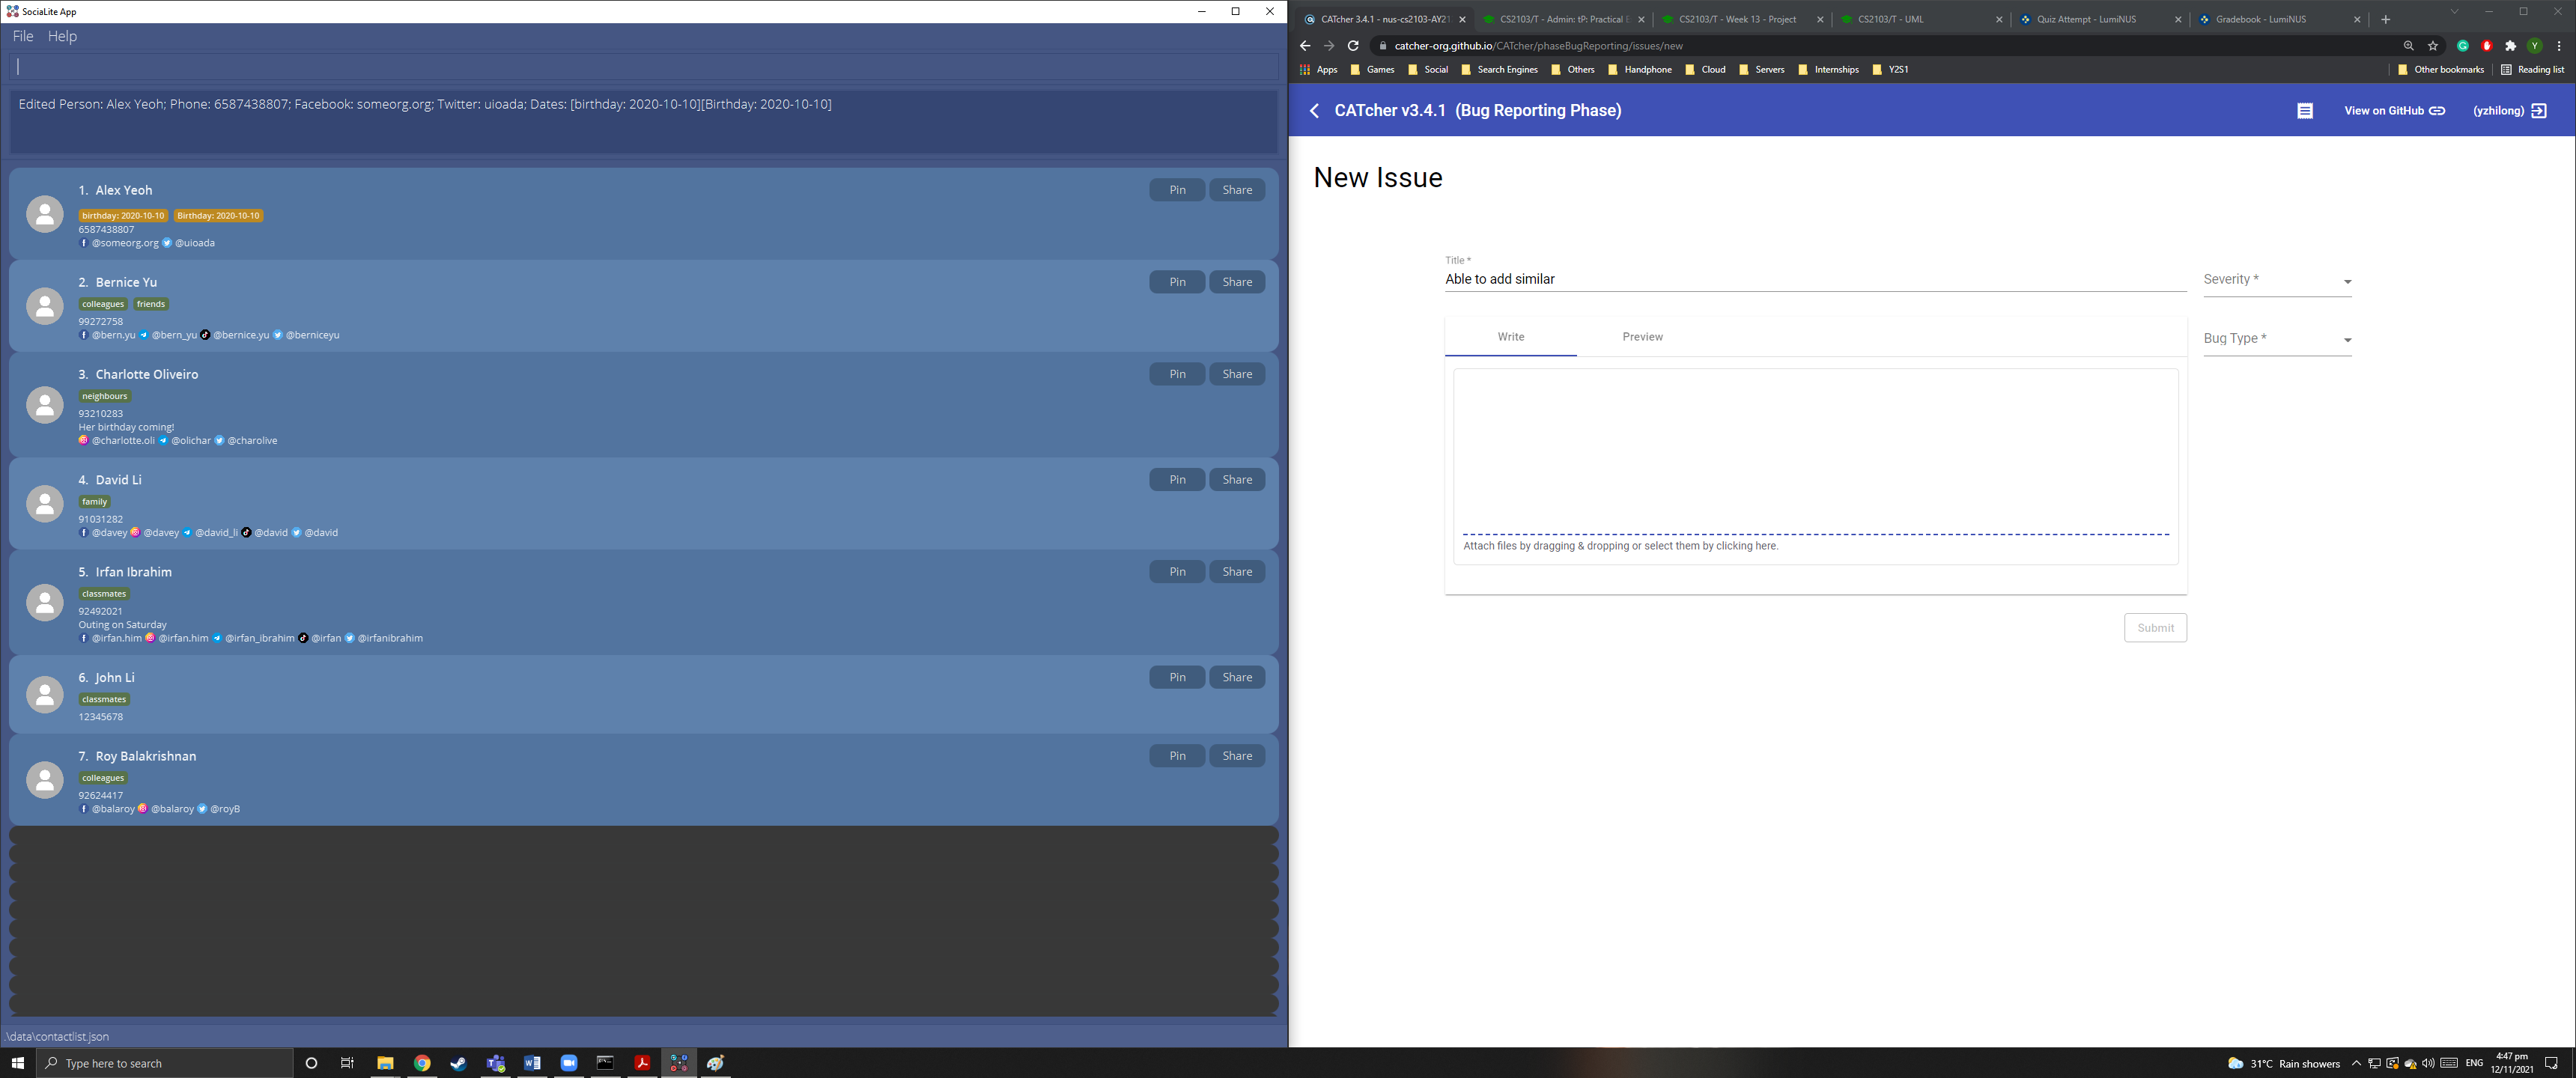 SociaLite App
File Help
Edited Person: Alex Yeoh; Phone: 6587438807; Facebook: someorg.org; Twitter: uioada; Dates: [birthday: 2020-10-10][Birthday: 2020-10-10]
1. Alex Yeoh
Pin Share
birthday: 2020-10-10 Birthday: 2020-10-10
6587438807
@someorg.org @uioada
2. Bernice Yu
Pin Share
colleagues friends
99272758
@bern.yu @bern_yu @bernice.yu @berniceyu
3. Charlotte Oliveiro
Pin Share
neighbours
93210283
Her birthday coming!
@charlotte.oli @olichar @charolive
4. David Li
Pin Share
family
91031282
@davey @davey @david_li @david @david
5. Irfan Ibrahim
Pin Share
classmates
92492021
Outing on Saturday
@irfan.him @irfan.him @irfan_ibrahim @irfan @irfanibrahim
6. John Li
Pin Share
classmates
12345678
7. Roy Balakrishnan
Pin Share
colleagues
92624417
@balaroy @balaroy @royB
.\data\contactlist.json
CATcher 3.4.1 - nus-cs2103-AY21 CS2103/T - Admin: tP: Practical CS2103/T - Week 13 - Project CS2103/T - UML Quiz Attempt - LumiNUS Gradebook - LumiNUS
catcher-org.github.io/CATcher/phaseBugReporting/issues/new
Y
Apps Games Social Search Engines Others Handphone Cloud Servers Internships Y2S1 Other bookmarks Reading list
CATcher v3.4.1 (Bug Reporting Phase) View on GitHub (yzhilong)
New Issue
Title *
Able to add similar
Severity *
Write Preview
Bug Type *
Attach files by dragging & dropping or select them by clicking here.
Submit
Type here to search
31°C Rain showers
ENG
4:47 pm
12/11/2021